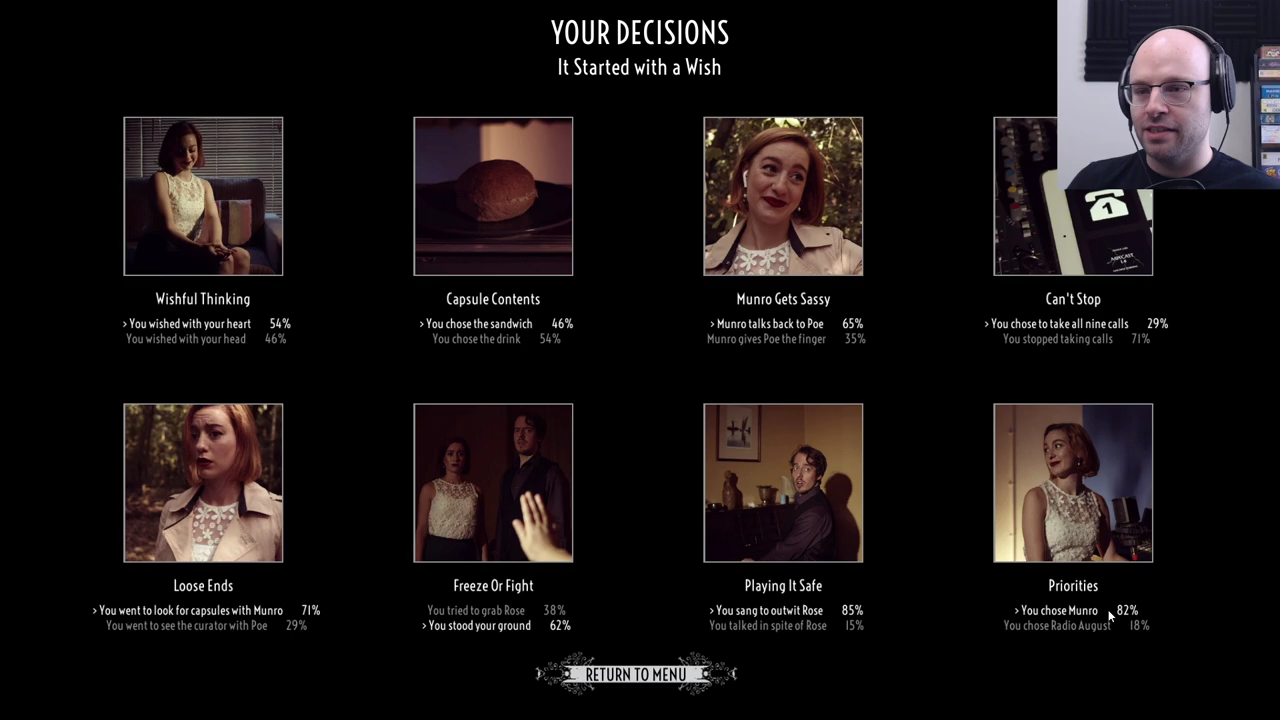 YOUR DECISIONS
It Started with a Wish
1
Wishful Thinking
> You wished with your heart 54%
You wished with your head 46%
Capsule Contents
> You chose the sandwich 46%
You chose the drink 54%
Munro Gets Sassy
> Munro talks back to Poe 65%
Munro gives Poe the finger 35%
Can't Stop
> You chose to take all nine calls 29%
You stopped taking calls 71%
Loose Ends
> You went to look for capsules with Munro 71%
You went to see the curator with Poe 29%
Freeze Or Fight
You tried to grab Rose 38%
> You stood your ground 62%
Playing It Safe
> You sang to outwit Rose 85%
You talked in spite of Rose 15%
Priorities
> You chose Munro 82%
You chose Radio August 18%
RETURN TO MENU